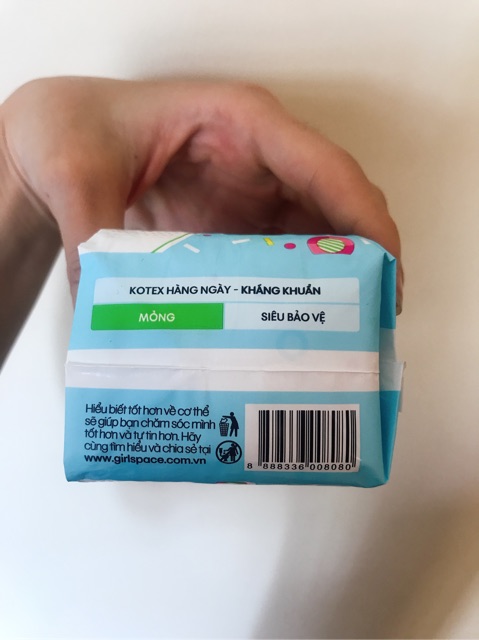 KOTEX HÀNG NGÀY - KHÁNG KHUẨN
MỎNG
SIÊU BẢO VỆ
Hiểu biết tốt hơn về cơ thể
sẽ giúp bạn chăm sóc mình
tốt hơn và tự tin hơn. Hãy
cùng tìm hiểu và chia sẻ tại
www.girlspace.com.vn
8 888336 008080